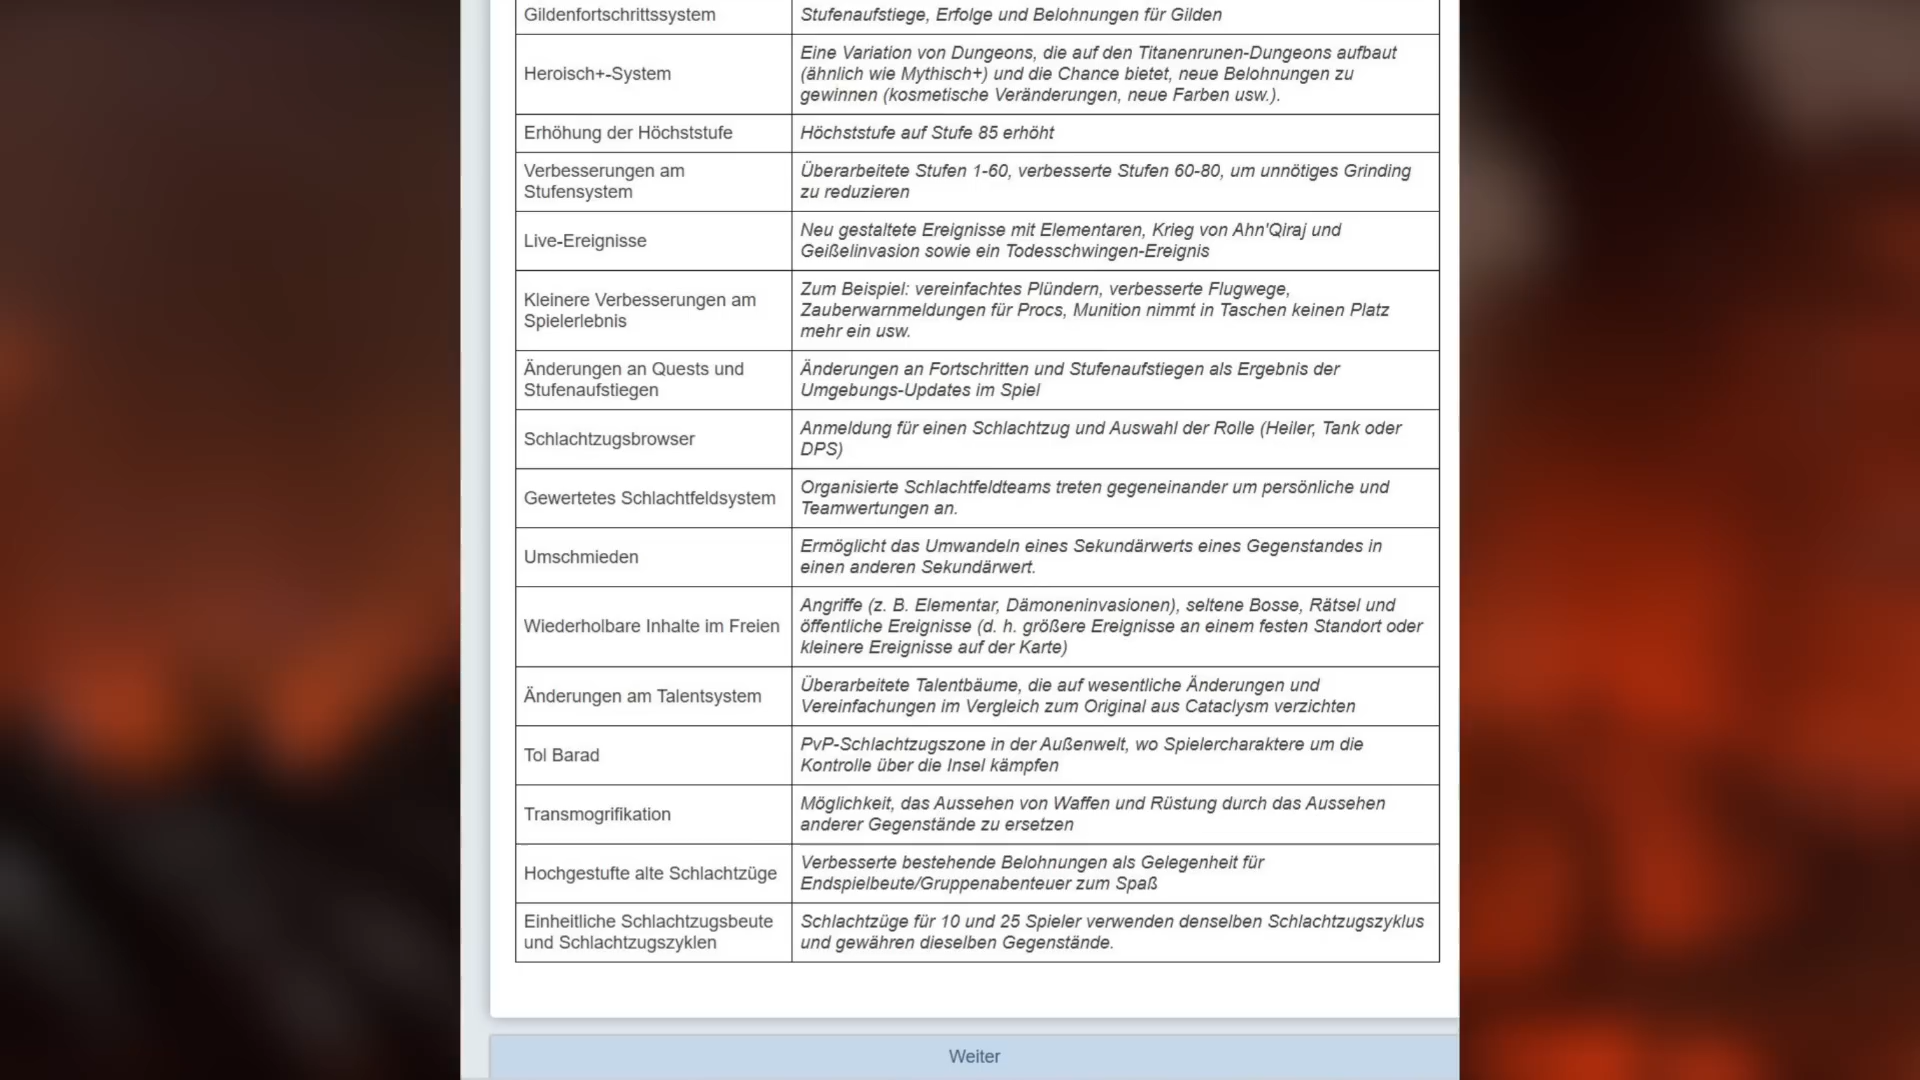 Gildenfortschrittssystem
Stufenaufstiege, Erfolge und Belohnungen für Gilden
Heroisch+-System
Eine Variation von Dungeons, die auf den Titanenrunen-Dungeons aufbaut
(ähnlich wie Mythisch+) und die Chance bietet, neue Belohnungen zu
gewinnen (kosmetische Veränderungen, neue Farben usw.).
Erhöhung der Höchststufe
Höchststufe auf Stufe 85 erhöht
Verbesserungen am
Stufensystem
Überarbeitete Stufen 1-60, verbesserte Stufen 60-80, um unnötiges Grinding
zu reduzieren
Live-Ereignisse
Neu gestaltete Ereignisse mit Elementaren, Krieg von Ahn'Qiraj und
Geißelinvasion sowie ein Todesschwingen-Ereignis
Kleinere Verbesserungen am
Spielerlebnis
Zum Beispiel: vereinfachtes Plündern, verbesserte Flugwege,
Zauberwarnmeldungen für Procs, Munition nimmt in Taschen keinen Platz
mehr ein usw.
Änderungen an Quests und
Stufenaufstiegen
Änderungen an Fortschritten und Stufenaufstiegen als Ergebnis der
Umgebungs-Updates im Spiel
Schlachtzugsbrowser
Anmeldung für einen Schlachtzug und Auswahl der Rolle (Heiler, Tank oder
DPS)
Gewertetes Schlachtfeldsystem
Organisierte Schlachtfeldteams treten gegeneinander um persönliche und
Teamwertungen an.
Umschmieden
Ermöglicht das Umwandeln eines Sekundärwerts eines Gegenstandes in
einen anderen Sekundärwert.
Wiederholbare Inhalte im Freien
Angriffe (z. B. Elementar, Dämoneninvasionen), seltene Bosse, Rätsel und
öffentliche Ereignisse (d. h. größere Ereignisse an einem festen Standort oder
kleinere Ereignisse auf der Karte)
Änderungen am Talentsystem
Überarbeitete Talentbäume, die auf wesentliche Änderungen und
Vereinfachungen im Vergleich zum Original aus Cataclysm verzichten
Tol Barad
PvP-Schlachtzugszone in der Außenwelt, wo Spielercharaktere um die
Kontrolle über die Insel kämpfen
Transmogrifikation
Möglichkeit, das Aussehen von Waffen und Rüstung durch das Aussehen
anderer Gegenstände zu ersetzen
Hochgestufte alte Schlachtzüge
Verbesserte bestehende Belohnungen als Gelegenheit für
Endspielbeute/Gruppenabenteuer zum Spaß
Einheitliche Schlachtzugsbeute
und Schlachtzugszyklen
Schlachtzüge für 10 und 25 Spieler verwenden denselben Schlachtzugszyklus
und gewähren dieselben Gegenstände.
Weiter